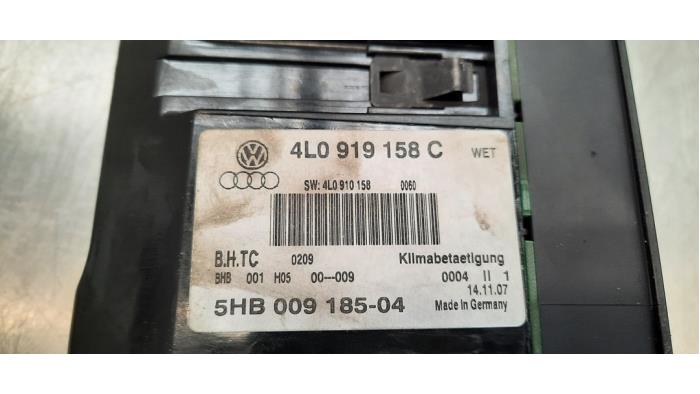 4L0 919 158 C WET
SW: 4L0 910 158 0060
B.H.TC 0209 Klimabetaetigung
BHB 001 H05 00---009 0004 II 1
14.11.07
5HB 009 185-04 Made in Germany